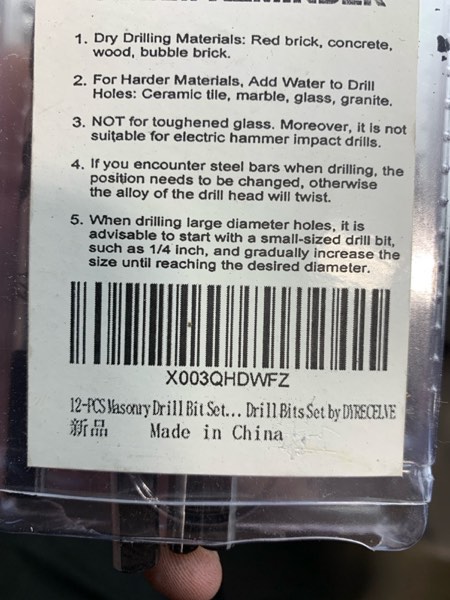 1. Dry Drilling Materials: Red brick, concrete,
wood, bubble brick.
2. For Harder Materials, Add Water to Drill
Holes: Ceramic tile, marble, glass, granite.
3. NOT for toughened glass. Moreover, it is not
suitable for electric hammer impact drills.
4. If you encounter steel bars when drilling, the
position needs to be changed, otherwise
the alloy of the drill head will twist.
5. When drilling large diameter holes, it is
advisable to start with a small-sized drill bit,
such as 1/4 inch, and gradually increase the
size until reaching the desired diameter.
X003QHDWFZ
12-PCS Masonry Drill Bit Set... Drill Bits Set by DYRECELVE
新品 Made in China